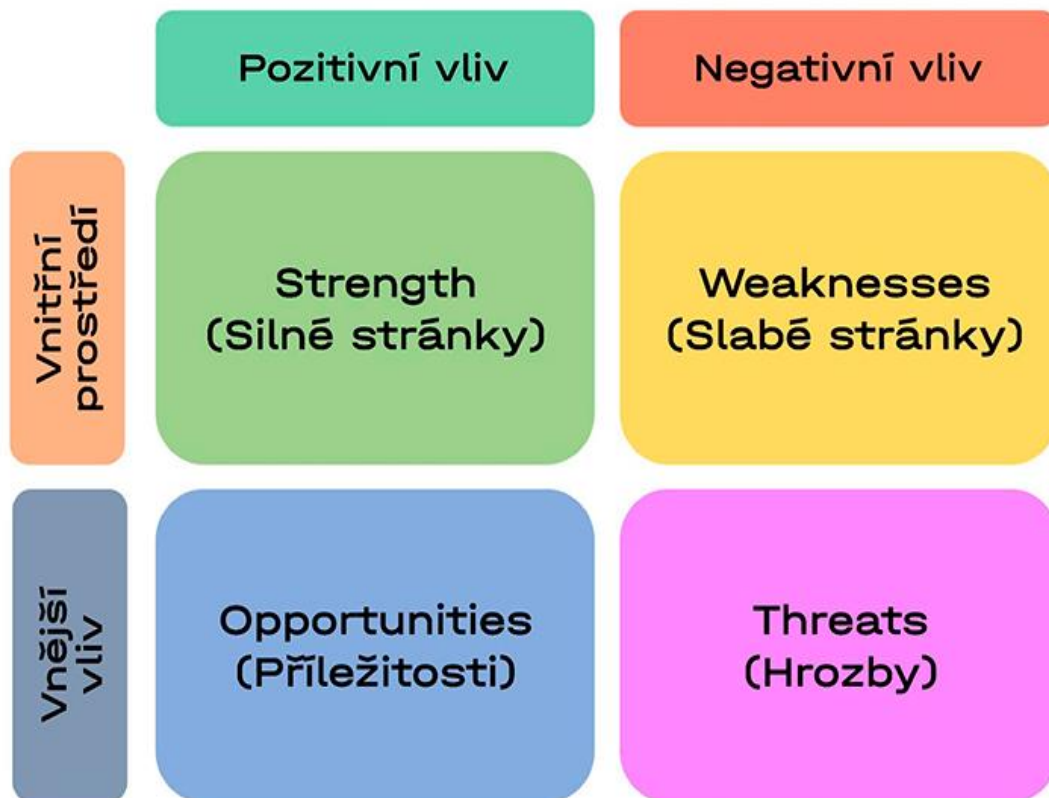 Pozitivní vliv
Negativní vliv
Vnitřní
prostředí
Strength
(Silné stránky)
Weaknesses
(Slabé stránky)
Vnější
vliv
Opportunities
(Příležitosti)
Threats
(Hrozby)